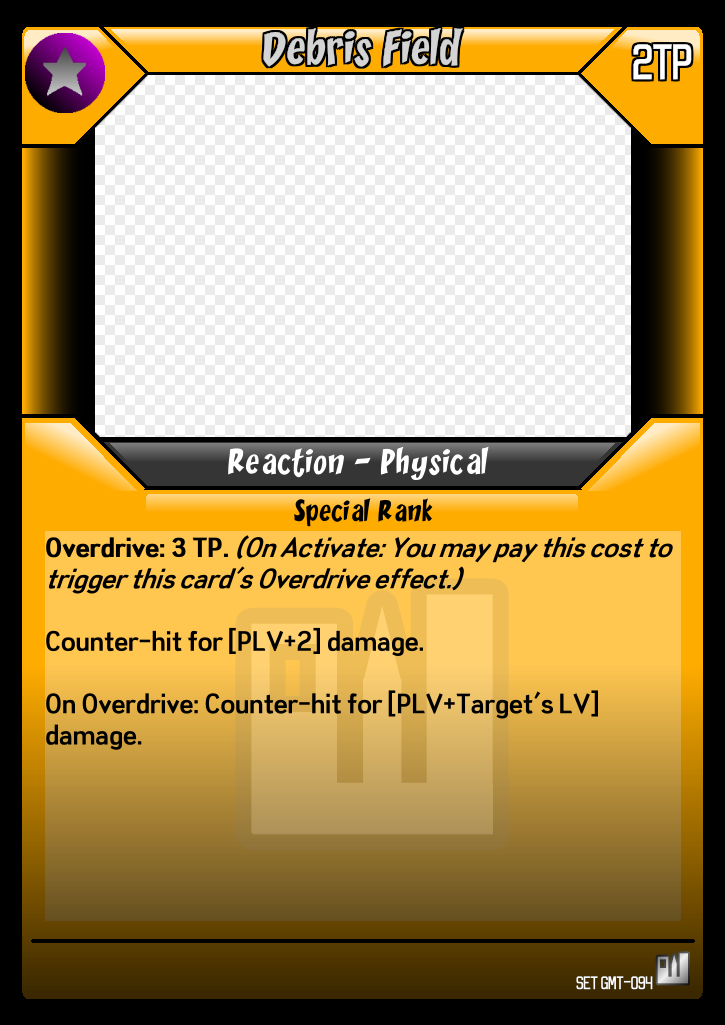 Debris Field
2TP
Reaction - Physical
Special Rank
Overdrive: 3 TP. (On Activate: You may pay this cost to
trigger this card's Overdrive effect.)
Counter-hit for [PLV+2] damage.
On Overdrive: Counter-hit for [PLV+Target's LV]
damage.
SET GMT-094